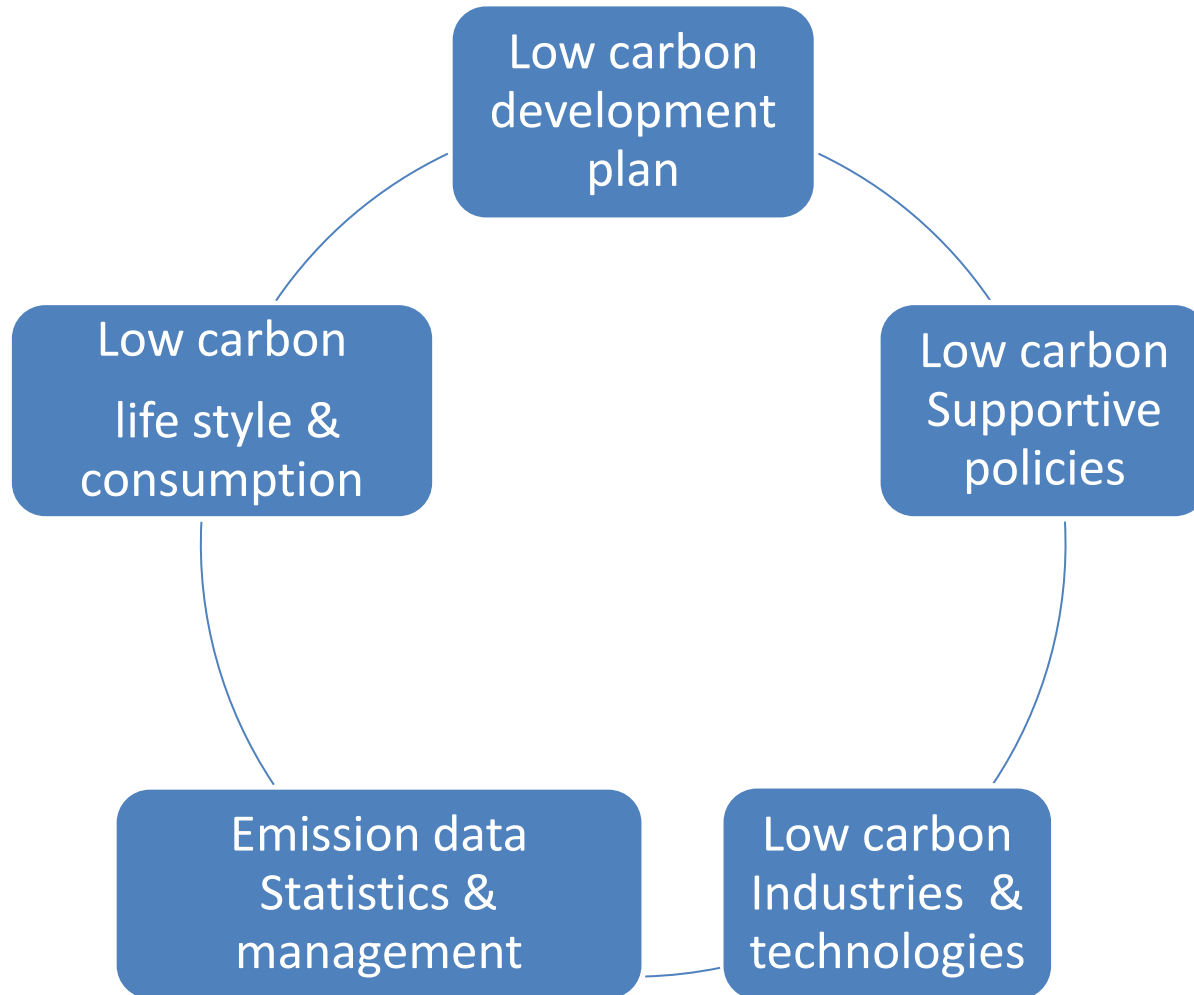 Low carbon
development
plan
Low carbon
life style &
consumption
Low carbon
Supportive
policies
Emission data
Statistics &
management
Low carbon
Industries  &
technologies